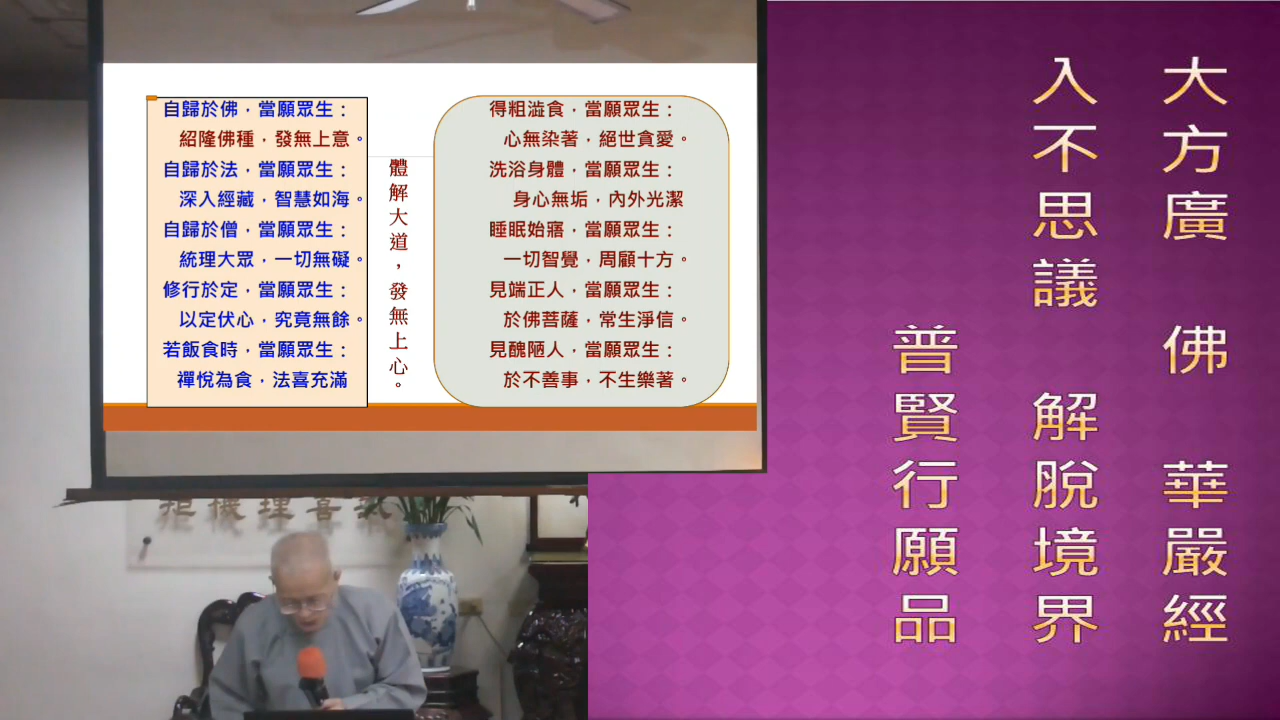 自歸於佛，當願眾生：
紹隆佛種，發無上意。
自歸於法，當願眾生：
深入經藏，智慧如海。
自歸於僧，當願眾生：
統理大眾，一切無礙。
修行於定，當願眾生：
以定伏心，究竟無餘。
若飯食時，當願眾生：
禪悅為食，法喜充滿
體解大道，發無上心。
得粗澁食，當願眾生：
心無染著，絕世貪愛。
洗浴身體，當願眾生：
身心無垢，內外光潔
睡眠始寤，當願眾生：
一切智覺，周顧十方。
見端正人，當願眾生：
於佛菩薩，常生淨信。
見醜陋人，當願眾生：
於不善事，不生樂著。
大方廣 佛 華嚴經
入不思議 解脫境界
普賢行願品